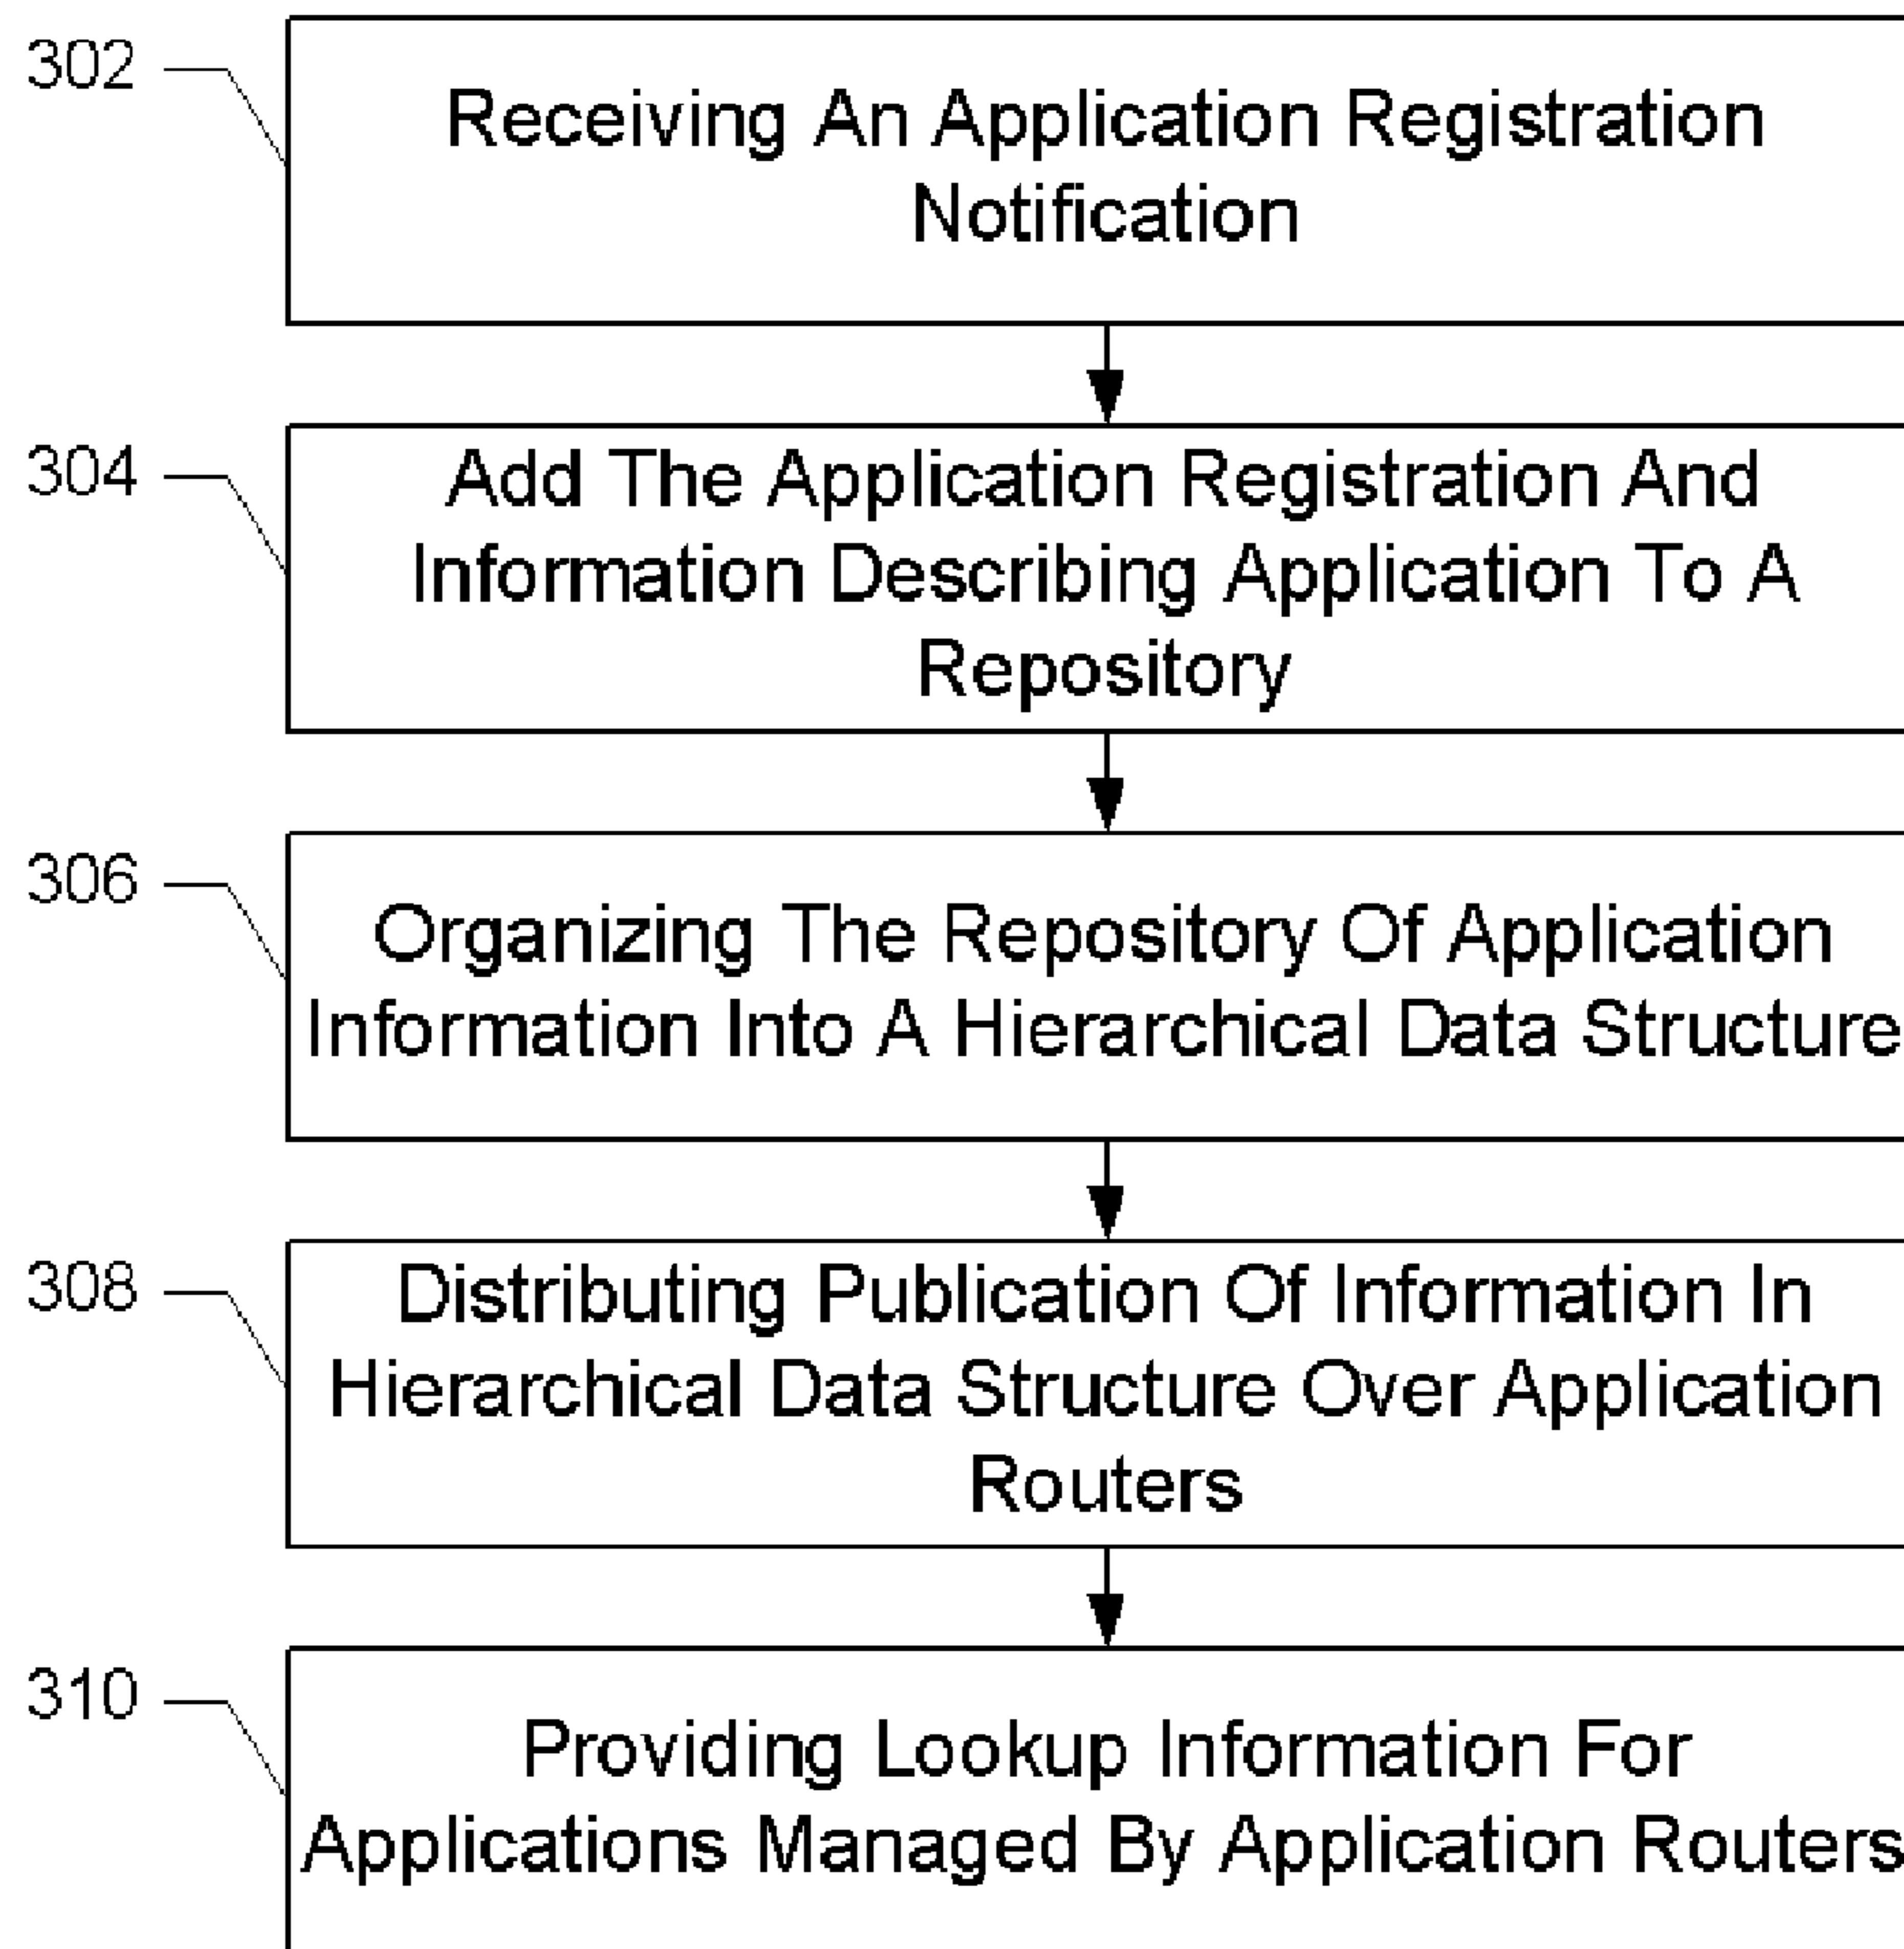 302
Receiving An Application Registration
Notification
304
Add The Application Registration And
Information Describing Application To A
Repository
306
Organizing The Repository Of Application
Information Into A Hierarchical Data Structure
308
Distributing Publication Of Information In
Hierarchical Data Structure Over Application
Routers
310
Providing Lookup Information For
Applications Managed By Application Routers